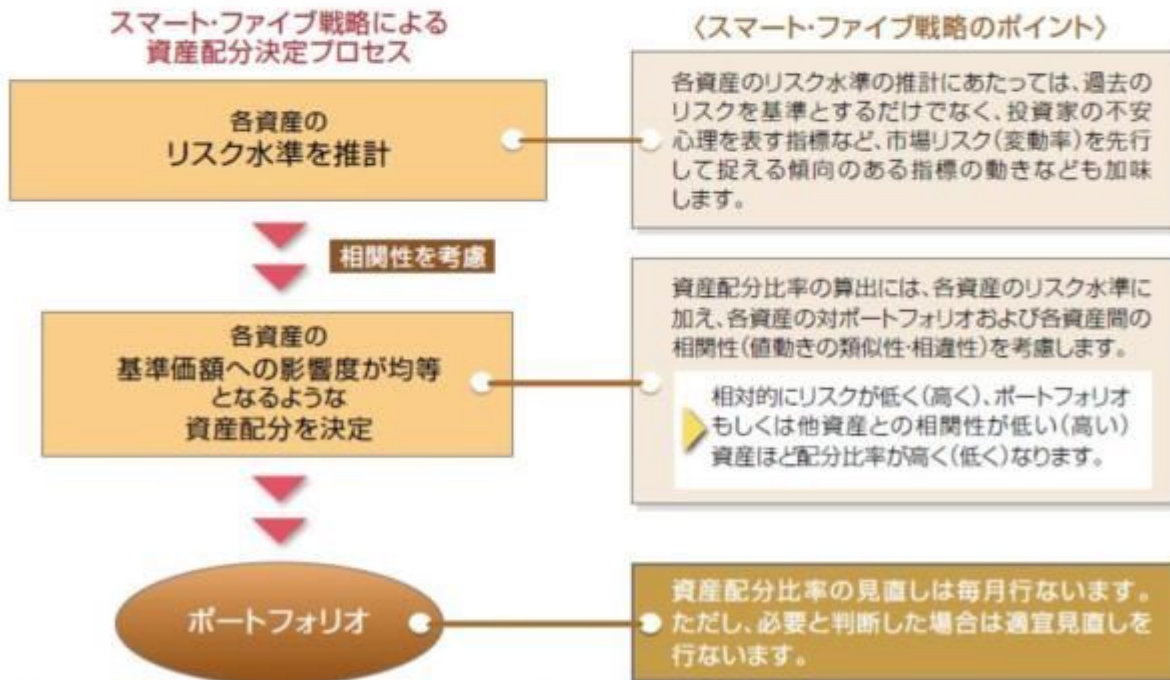 スマート・ファイブ戦略による
資産配分決定プロセス
〈スマート・ファイブ戦略のポイント〉
各資産の
リスク水準を推計
各資産のリスク水準の推計にあたっては、過去の
リスクを基準とするだけでなく、投資家の不安
心理を表す指標など、市場リスク(変動率)を先行
して捉える傾向のある指標の動きなども加味
します。
相関性を考慮
各資産の
基準価額への影響度が均等
となるような
資産配分を決定
資産配分比率の算出には、各資産のリスク水準に
加え、各資産の対ポートフォリオおよび各資産間の
相関性(値動きの類似性・相違性)を考慮します。
相対的にリスクが低く(高く)、ポートフォリオ
もしくは他資産との相関性が低い(高い)
資産ほど配分比率が高く(低く)なります。
ポートフォリオ
資産配分比率の見直しは毎月行ないます。
ただし、必要と判断した場合は適宜見直しを
行ないます。